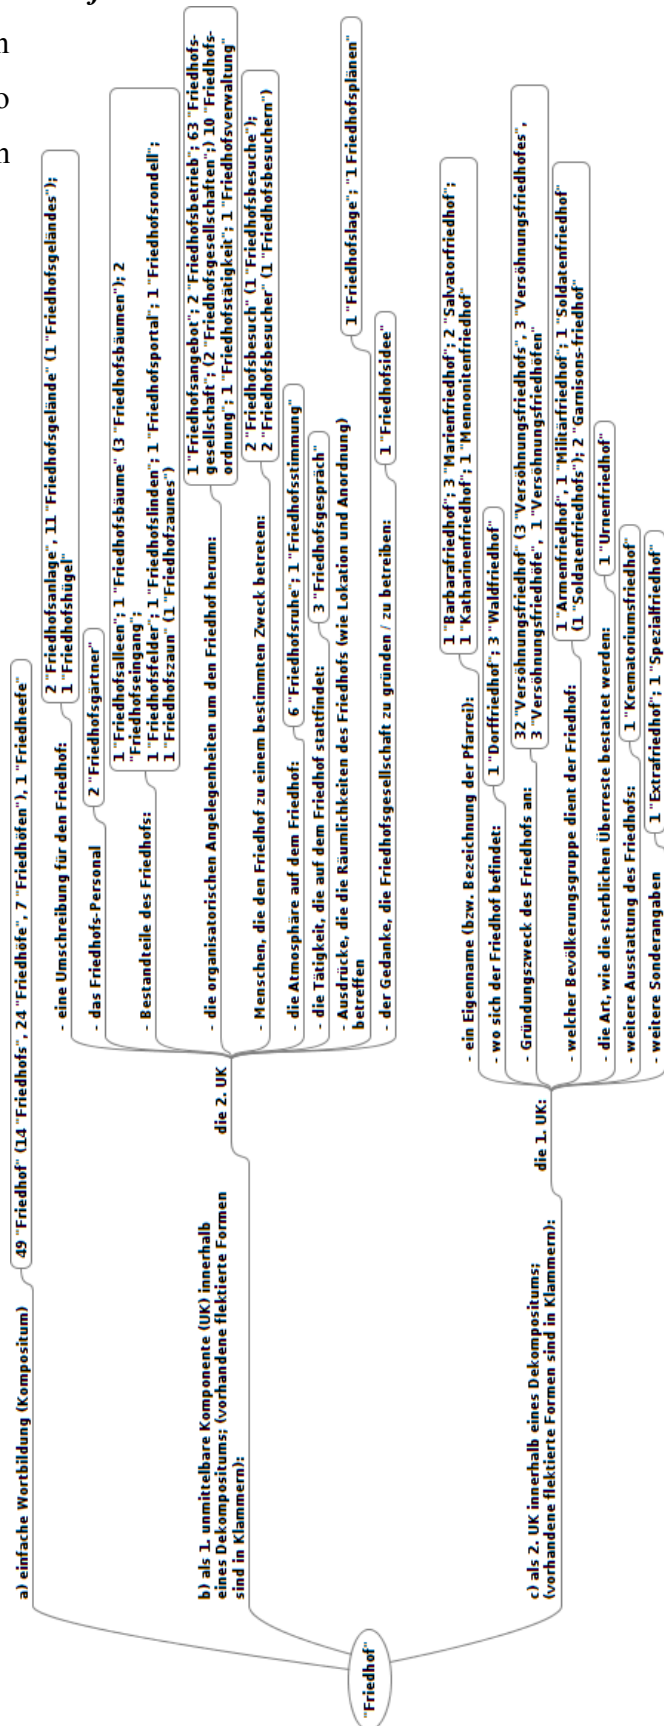 n
o
n
"Friedhof"
a) einfache Wortbildung (Kompositum)
49 "Friedhof" (14 "Friedhofs", 24 "Friedhöfe", 7 "Friedhöfen"), 1 "Friedheefe"
b) als 1. unmittelbare Komponente (UK) innerhalb
eines Dekompositums; (vorhandene flektierte Formen
sind in Klammern):
die 2. UK
- eine Umschreibung für den Friedhof:
2 "Friedhofsanlage", 11 "Friedhofsgelände" (1 "Friedhofsgeländes");
1 "Friedhofshügel"
- das Friedhofs-Personal
2 "Friedhofsgärtner"
- Bestandteile des Friedhofs:
1 "Friedhofsalleen"; 1 "Friedhofsbäume" (3 "Friedhofsbäumen"); 2
"Friedhofseingang";
1 "Friedhofsfelder"; 1 "Friedhofslinden"; 1 "Friedhofsportal"; 1 "Friedhofsrondell";
1 "Friedhofszaun" (1 "Friedhofzaunes")
- die organisatorischen Angelegenheiten um den Friedhof herum:
1 "Friedhofsangebot"; 2 "Friedhofsbetrieb"; 63 "Friedhofs-
gesellschaft"; (2 "Friedhofsgesellschaften";) 10 "Friedhofs-
ordnung"; 1 "Friedhofstätigkeit"; 1 "Friedhofsverwaltung"
- Menschen, die den Friedhof zu einem bestimmten Zweck betreten:
2 "Friedhofsbesuch" (1 "Friedhofsbesuche");
2 "Friedhofsbesucher" (1 "Friedhofsbesuchern")
- die Atmosphäre auf dem Friedhof:
6 "Friedhofsruhe"; 1 "Friedhofsstimmung"
- die Tätigkeit, die auf dem Friedhof stattfindet:
3 "Friedhofsgespräch"
- Ausdrücke, die die Räumlichkeiten des Friedhofs (wie Lokation und Anordnung)
betreffen
1 "Friedhofslage"; "1 Friedhofsplänen"
- der Gedanke, die Friedhofsgesellschaft zu gründen / zu betreiben:
1 "Friedhofsidee"
c) als 2. UK innerhalb eines Dekompositums;
(vorhandene flektierte Formen sind in Klammern):
die 1. UK:
- ein Eigenname (bzw. Bezeichnung der Pfarrei):
1 "Barbarafriedhof"; 3 "Marienfriedhof"; 2 "Salvatorfriedhof";
1 "Katharinenfriedhof"; 1 "Mennonitenfriedhof"
- wo sich der Friedhof befindet:
1 "Dorffriedhof"; 3 "Waldfriedhof"
- Gründungszweck des Friedhofs an:
32 "Versöhnungsfriedhof" (3 "Versöhnungsfriedhofs", 3 "Versöhnungsfriedhofes",
3 "Versöhnungsfriedhöfe", 1 "Versöhnungsfriedhöfen"
- welcher Bevölkerungsgruppe dient der Friedhof:
1 "Armenfriedhof", 1 "Militärfriedhof"; 1 "Soldatenfriedhof"
(1 "Soldatenfriedhofs"); 2 "Garnisons-friedhof"
- die Art, wie die sterblichen Überreste bestattet werden:
1 "Urnenfriedhof"
- weitere Ausstattung des Friedhofs:
1 "Krematoriumsfriedhof"
- weitere Sonderangaben
1 "Extrafriedhof"; 1 "Spezialfriedhof"